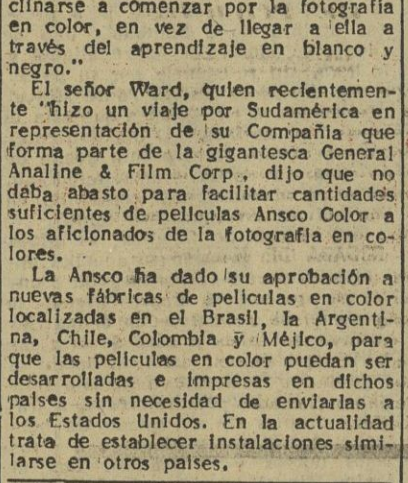 clinarse a comenzar por la fotografía
en color, en vez de llegar a ella a
través del aprendizaje en blanco y
negro."
El señor Ward, quien recientemen-
te "hizo un viaje por Sudamérica en
representación de su Compañía que
forma parte de la gigantesca General
Analine & Film Corp., dijo que no
daba abasto para facilitar cantidades
suficientes de películas Ansco Color a
los aficionados de la fotografía en co-
lores.
La Ansco ha dado su aprobación a
nuevas fábricas de películas en color
localizadas en el Brasil, la Argenti-
na, Chile, Colombia y Méjico, para
que las películas en color puedan ser
desarrolladas e impresas en dichos
países sin necesidad de enviarlas a
los Estados Unidos. En la actualidad
trata de establecer instalaciones simi-
larse en otros países.